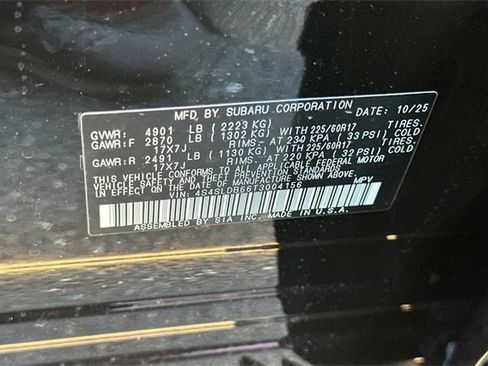 MFD BY SUBARU CORPORATION DATE: 10/25
GVWR: 4901 LB (2223 KG)
GAWR:F 2870 LB (1302 KG) WITH 225/60R17 TIRES,
17X7J RIMS, AT 230 KPA (33 PSI) COLD
GAWR:R 2491 LB (1130 KG) WITH 225/60R17 TIRES,
17X7J RIMS, AT 220 KPA (32 PSI) COLD
THIS VEHICLE CONFORMS TO ALL APPLICABLE FEDERAL MOTOR
VEHICLE SAFETY AND THEFT PREVENTION STANDARDS
IN EFFECT ON THE DATE OF MANUFACTURE SHOWN ABOVE.
VIN: 4S4SLDB66T3004156 MPV
ASSEMBLED BY SIA INC. MADE IN U.S.A.